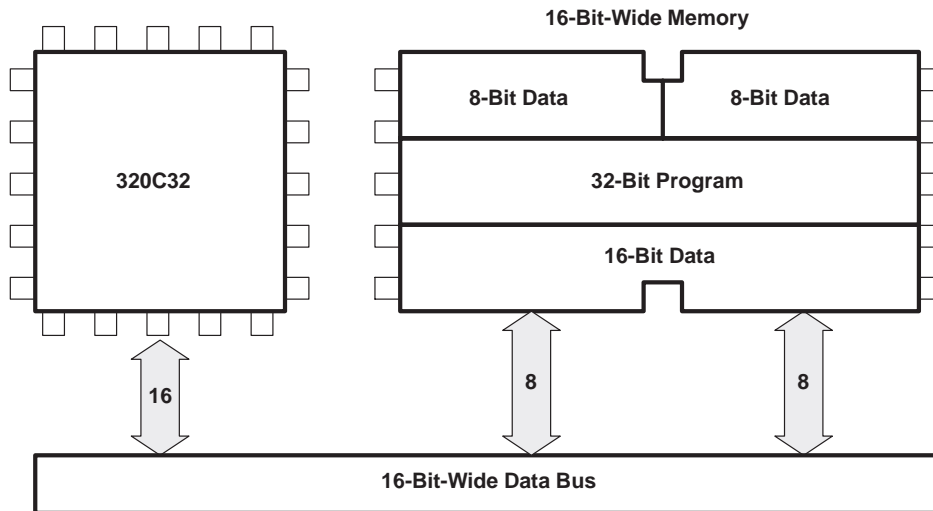 16-Bit-Wide Memory
8-Bit Data
8-Bit Data
320C32
32-Bit Program
16-Bit Data
16
8
8
16-Bit-Wide Data Bus